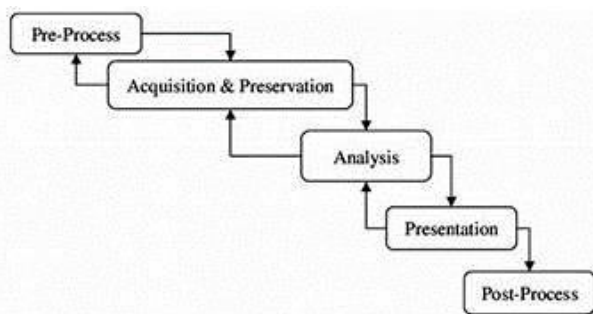 Pre-Process
Acquisition & Preservation
Analysis
Presentation
Post-Process